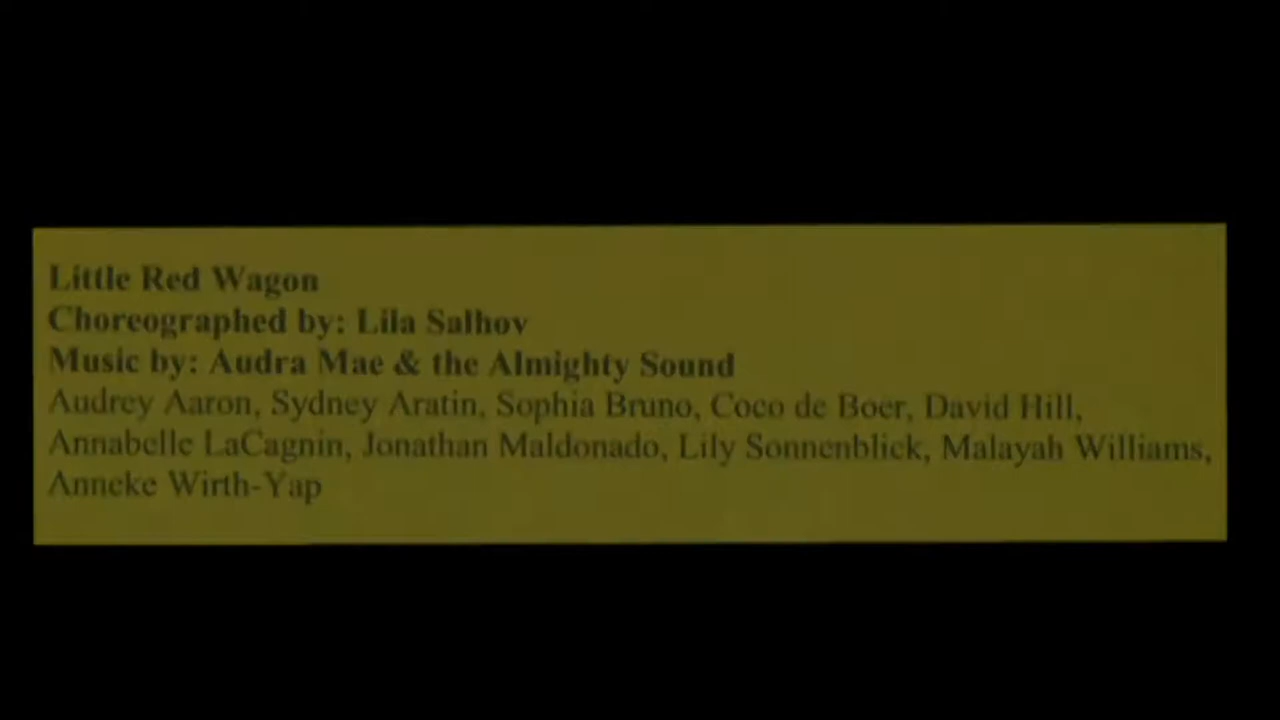 Little Red Wagon
Choreographed by: Lila Salhov
Music by: Audra Mae & the Almighty Sound
Audrey Aaron, Sydney Aratin, Sophia Bruno, Coco de Boer, David Hill,
Annabelle LaCagnin, Jonathan Maldonado, Lily Sonnenblick, Malayah Williams,
Anneke Wirth-Yap